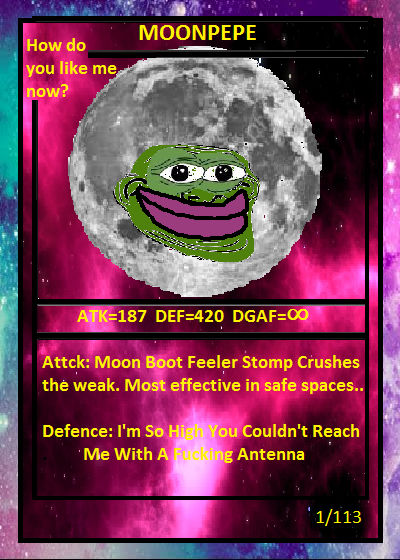 MOONPEPE
How do
you like me
now?
ATK=187 DEF=420 DGAF=∞
Attck: Moon Boot Feeler Stomp Crushes
the weak. Most effective in safe spaces..
Defence: I'm So High You Couldn't Reach
Me With A Fucking Antenna
1/113